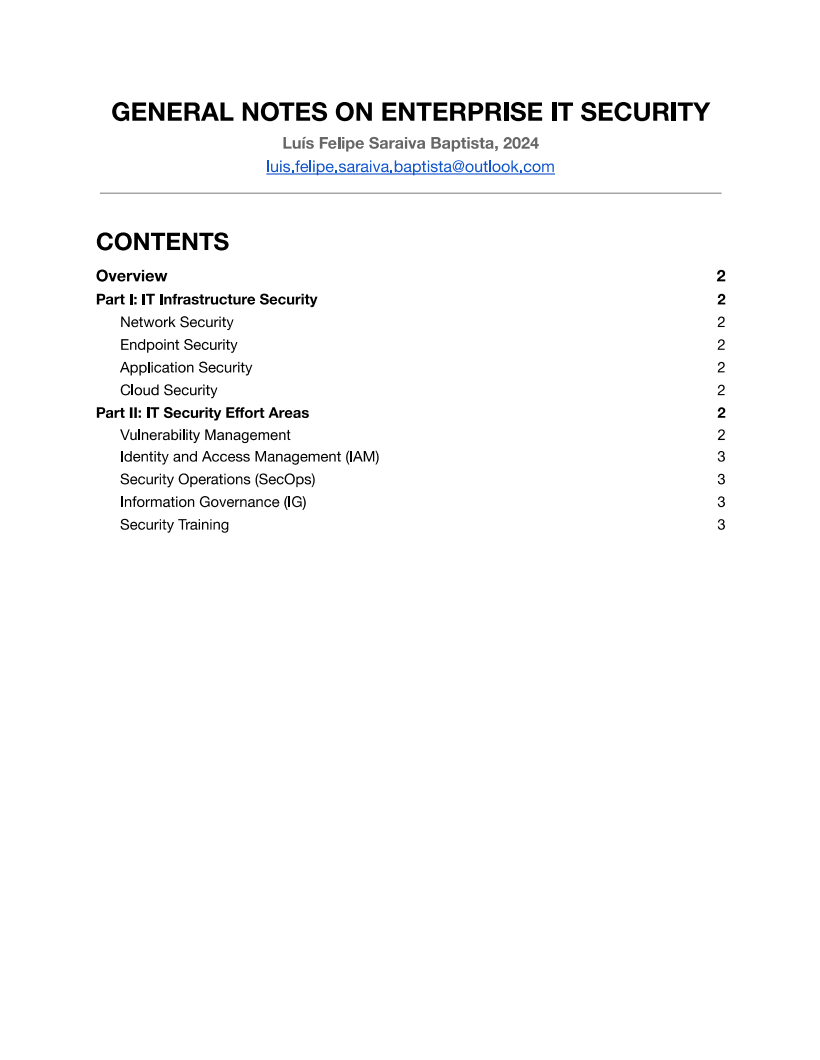 GENERAL NOTES ON ENTERPRISE IT SECURITY
Luís Felipe Saraiva Baptista, 2024
luis.felipe.saraiva.baptista@outlook.com
CONTENTS
Overview 2
Part I: IT Infrastructure Security 2
Network Security 2
Endpoint Security 2
Application Security 2
Cloud Security 2
Part II: IT Security Effort Areas 2
Vulnerability Management 2
Identity and Access Management (IAM) 3
Security Operations (SecOps) 3
Information Governance (IG) 3
Security Training 3